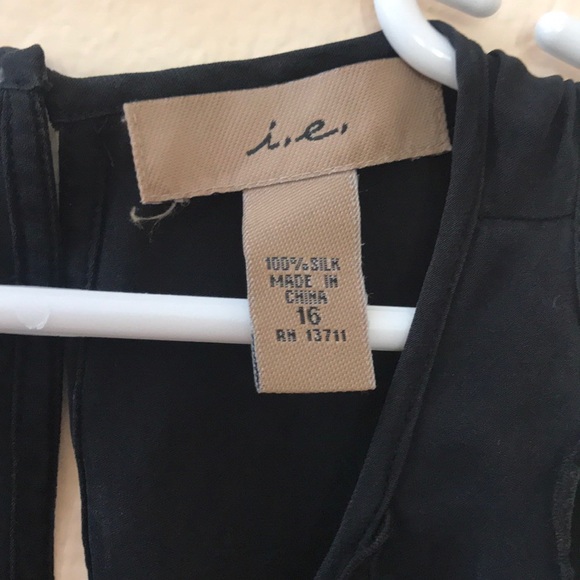 i.e.
100% SILK
MADE IN
CHINA
16
RN 13711